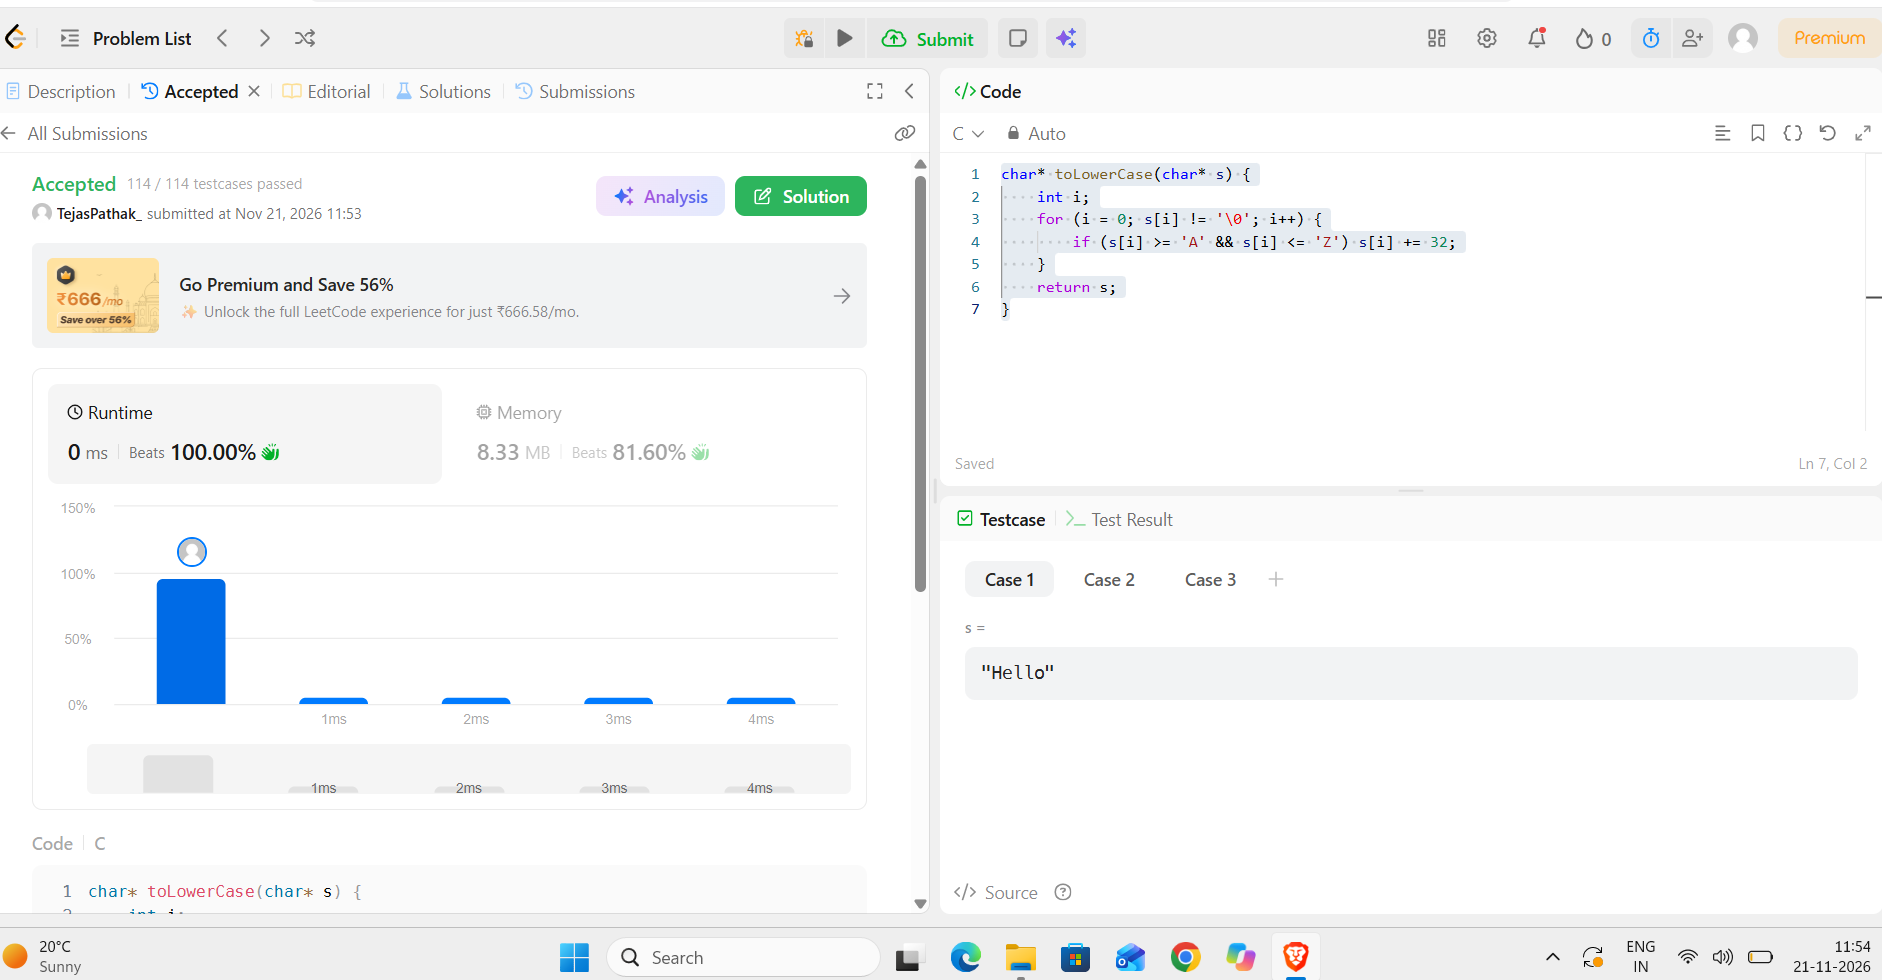 Problem List
Submit
0
Premium
Description
Accepted
Editorial
Solutions
Submissions
All Submissions
Accepted 114 / 114 testcases passed
TejasPathak_ submitted at Nov 21, 2026 11:53
Analysis
Solution
₹666/mo
Save over 56%
Go Premium and Save 56%
Unlock the full LeetCode experience for just ₹666.58/mo.
Runtime
0 ms Beats 100.00%
Memory
8.33 MB Beats 81.60%
150%
100%
50%
0%
1ms 2ms 3ms 4ms
1ms 2ms 3ms 4ms
Code C
1 char* toLowerCase(char* s) {
2 int i;
</> Code
C Auto
1 char* toLowerCase(char* s) {
2 int i;
3 for (i = 0; s[i] != '\0'; i++) {
4 if (s[i] >= 'A' && s[i] <= 'Z') s[i] += 32;
5 }
6 return s;
7 }
Saved
Ln 7, Col 2
Testcase
Test Result
Case 1 Case 2 Case 3 +
s =
"Hello"
</> Source
20°C
Sunny
Search
ENG
IN
11:54
21-11-2026